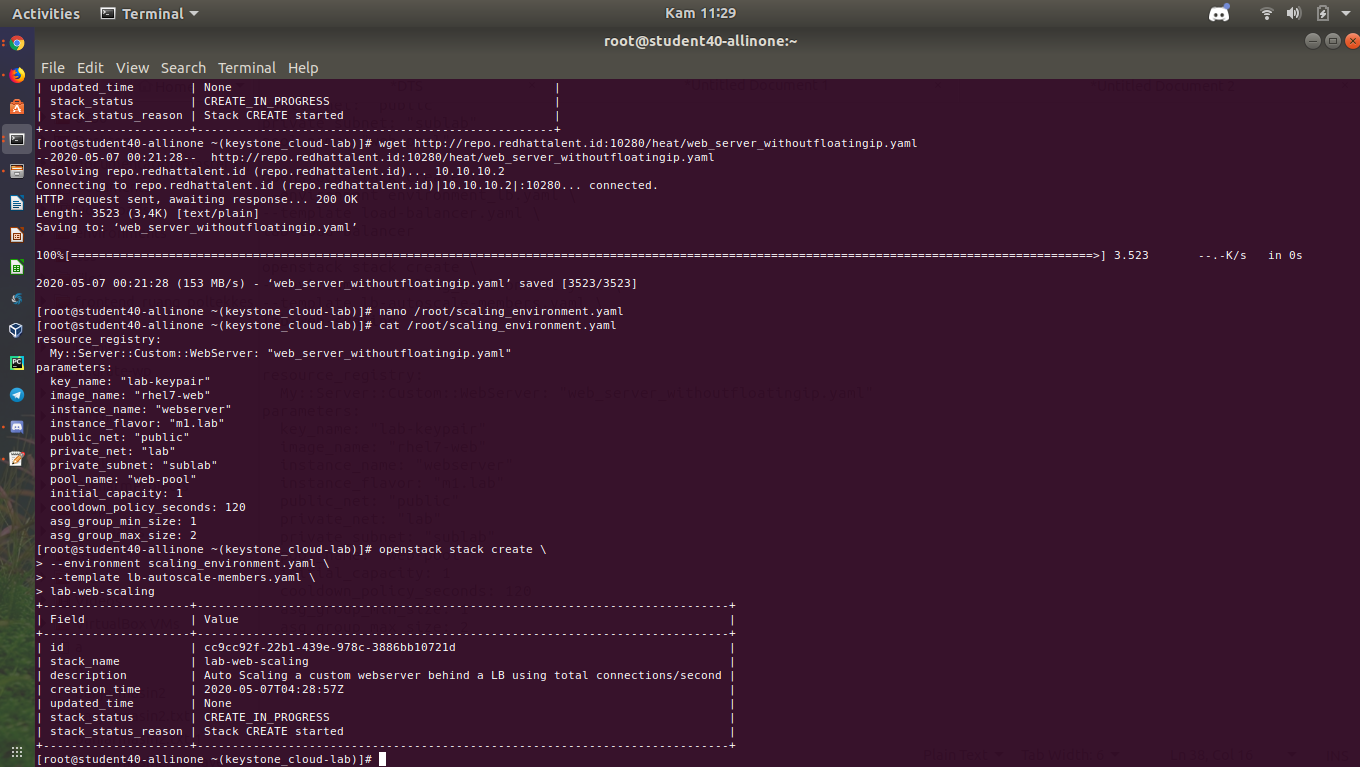 Activities Terminal Kam 11:29
root@student40-allinone:~
File Edit View Search Terminal Help
| updated_time | None |
| stack_status | CREATE_IN_PROGRESS |
| stack_status_reason | Stack CREATE started |
+---------------------+---------------------------------------------------+
[root@student40-allinone ~(keystone_cloud-lab)]# wget http://repo.redhattalent.id:10280/heat/web_server_withoutfloatingip.yaml
--2020-05-07 00:21:28-- http://repo.redhattalent.id:10280/heat/web_server_withoutfloatingip.yaml
Resolving repo.redhattalent.id (repo.redhattalent.id)... 10.10.10.2
Connecting to repo.redhattalent.id (repo.redhattalent.id)|10.10.10.2|:10280... connected.
HTTP request sent, awaiting response... 200 OK
Length: 3523 (3,4K) [text/plain]
Saving to: ‘web_server_withoutfloatingip.yaml’
100%[==================================================>] 3.523 --.-K/s in 0s
2020-05-07 00:21:28 (153 MB/s) - ‘web_server_withoutfloatingip.yaml’ saved [3523/3523]
[root@student40-allinone ~(keystone_cloud-lab)]# nano /root/scaling_environment.yaml
[root@student40-allinone ~(keystone_cloud-lab)]# cat /root/scaling_environment.yaml
resource_registry:
My::Server::Custom::WebServer: "web_server_withoutfloatingip.yaml"
parameters:
key_name: "lab-keypair"
image_name: "rhel7-web"
instance_name: "webserver"
instance_flavor: "m1.lab"
public_net: "public"
private_net: "lab"
private_subnet: "sublab"
pool_name: "web-pool"
initial_capacity: 1
cooldown_policy_seconds: 120
asg_group_min_size: 1
asg_group_max_size: 2
[root@student40-allinone ~(keystone_cloud-lab)]# openstack stack create \
> --environment scaling_environment.yaml \
> --template lb-autoscale-members.yaml \
> lab-web-scaling
+---------------------+----------------------------------------------------------------------------+
| Field | Value |
+---------------------+----------------------------------------------------------------------------+
| id | cc9cc92f-22b1-439e-978c-3886bb10721d |
| stack_name | lab-web-scaling |
| description | Auto Scaling a custom webserver behind a LB using total connections/second |
| creation_time | 2020-05-07T04:28:57Z |
| updated_time | None |
| stack_status | CREATE_IN_PROGRESS |
| stack_status_reason | Stack CREATE started |
+---------------------+----------------------------------------------------------------------------+
[root@student40-allinone ~(keystone_cloud-lab)]#